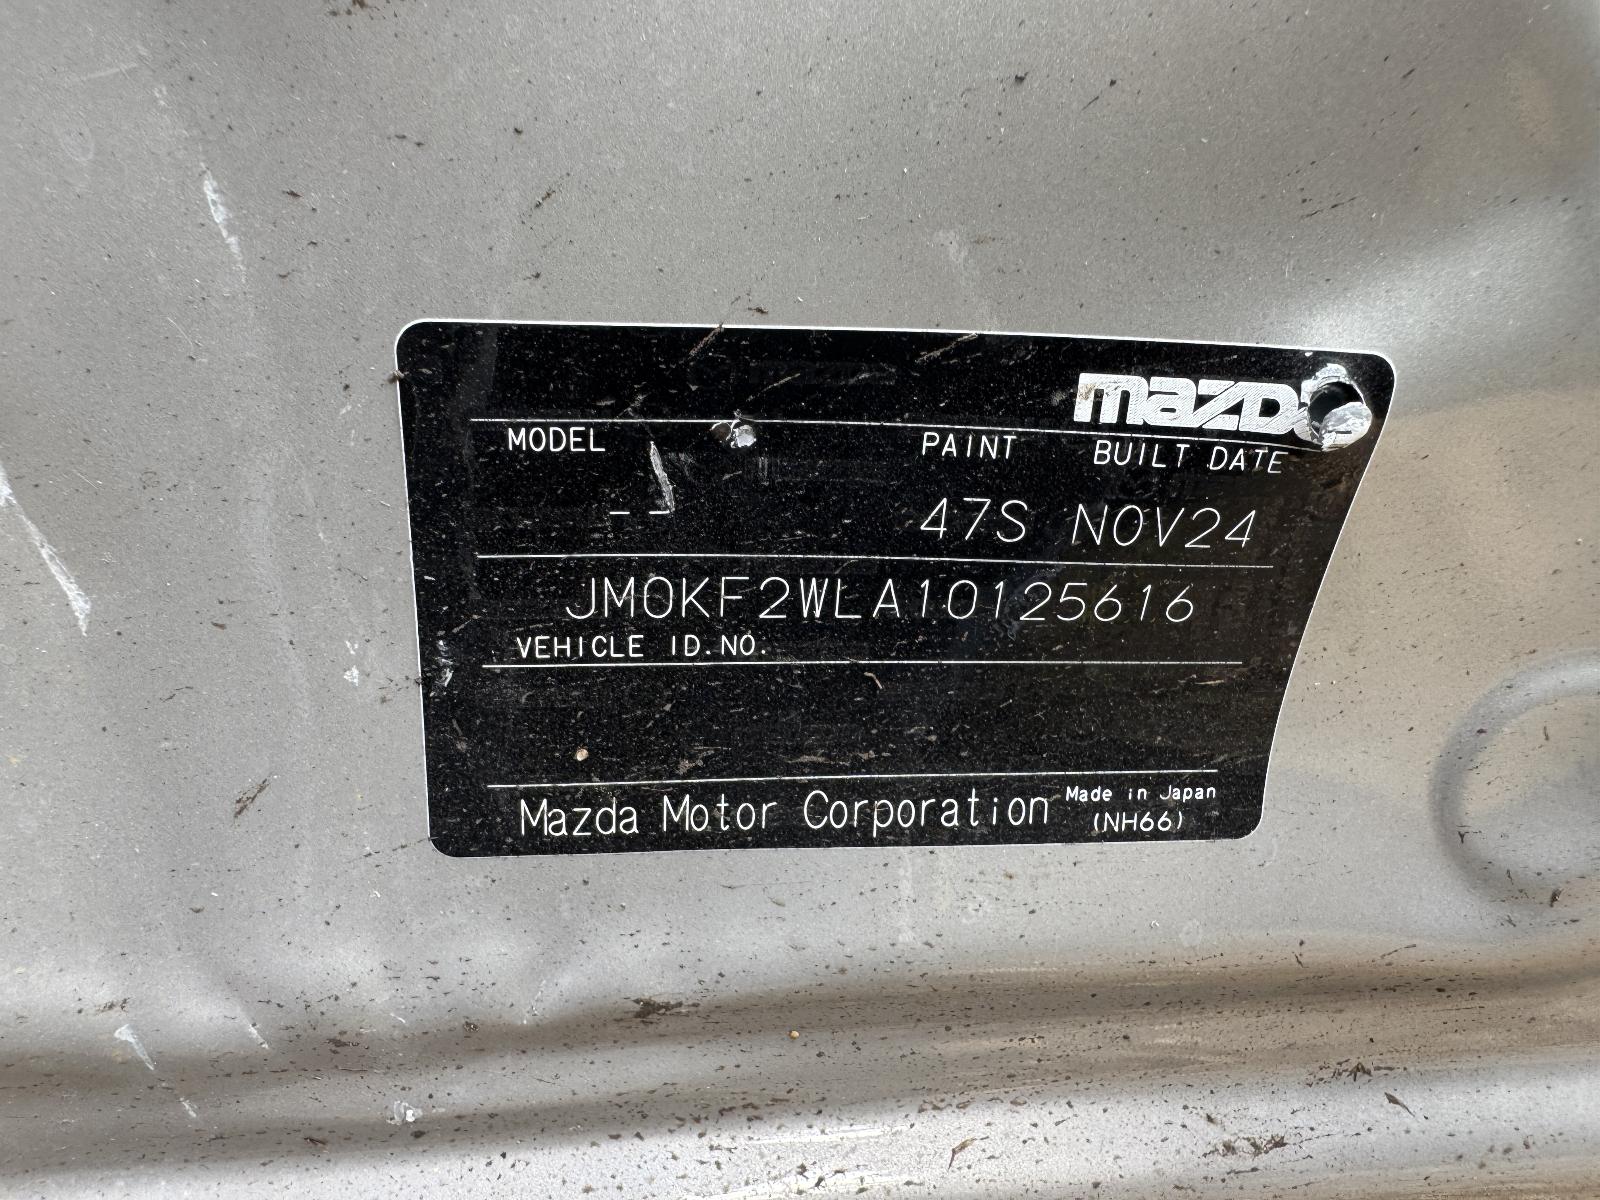 mazda
MODEL PAINT BUILT DATE
-- 47S NOV24
JM0KF2WLA10125616
VEHICLE ID.NO.
Mazda Motor Corporation Made in Japan
(NH66)